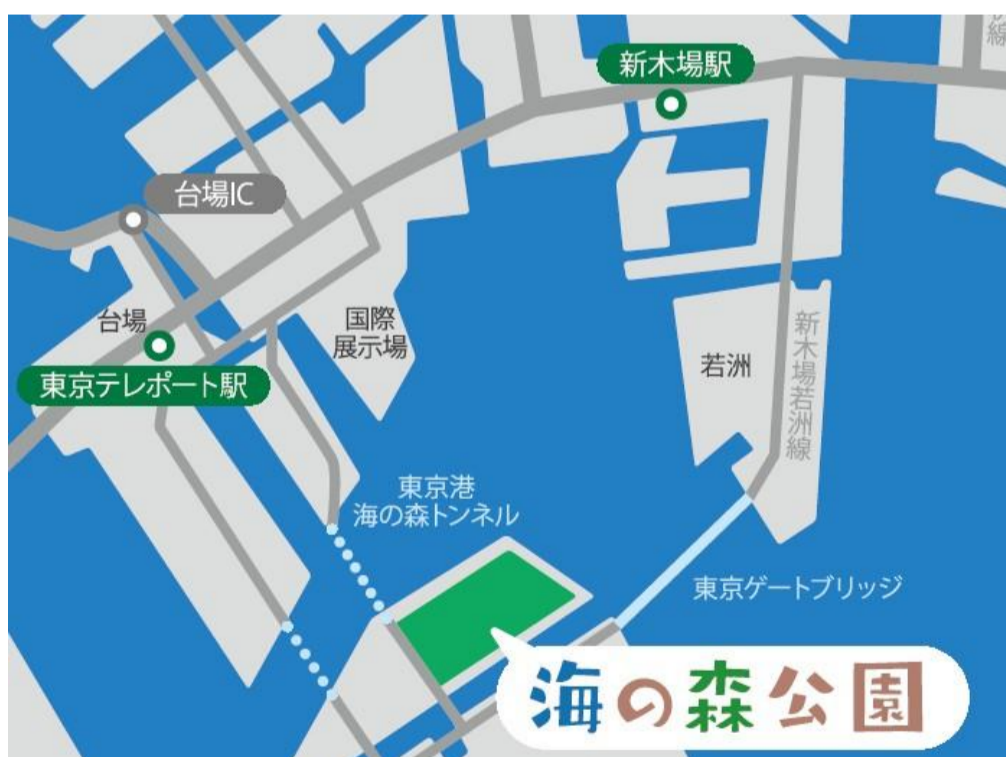 新木場駅
台場IC
台場
東京テレポート駅
国際
展示場
若洲
新木場若洲線
東京港
海の森トンネル
東京ゲートブリッジ
海の森公園
線